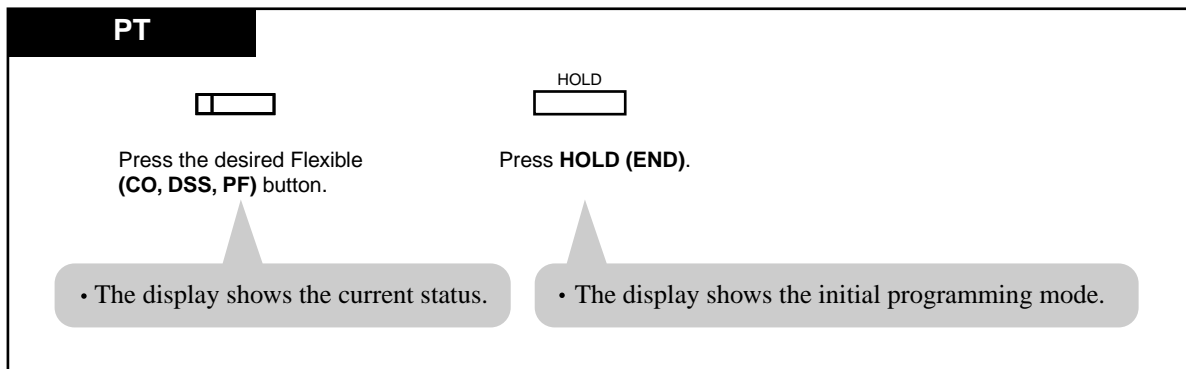 PT
HOLD
Press the desired Flexible
(CO, DSS, PF) button.
Press HOLD (END).
• The display shows the current status.
• The display shows the initial programming mode.